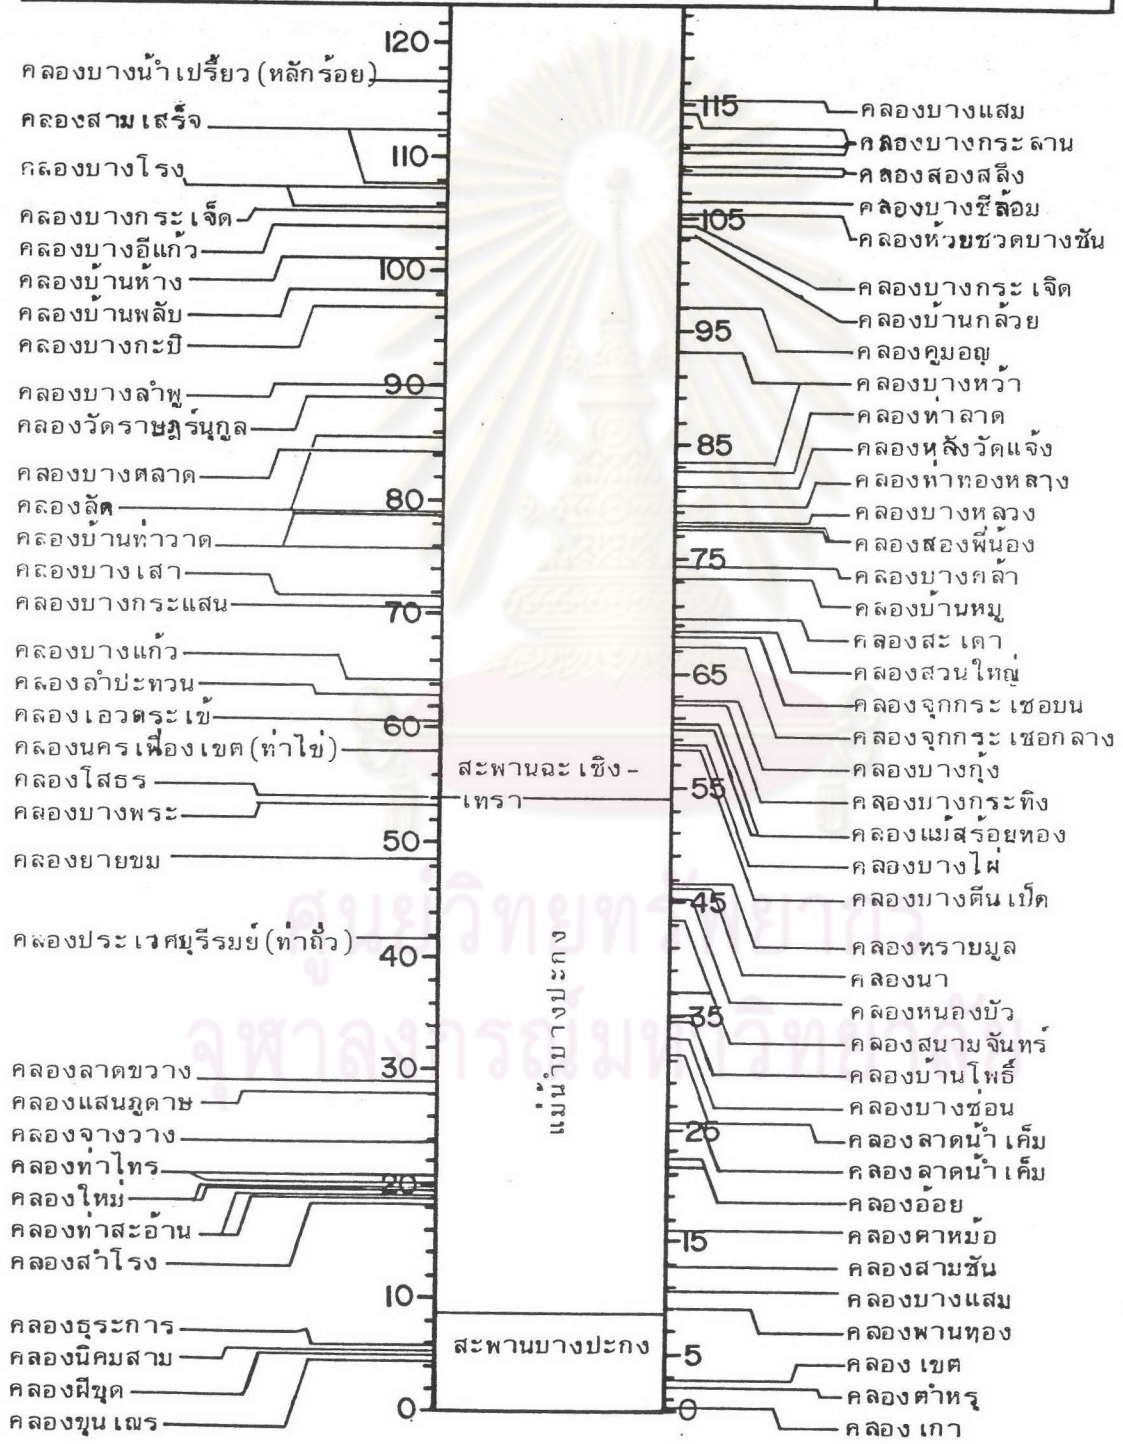 120
คลองบางน้ำเปรี้ยว (หลักร้อย)
คลองสามเสร็จ
110
คลองบางโรง
คลองบางกระเจ็ด
คลองบางอีแก้ว
100
คลองบ้านห้าง
คลองบ้านพลับ
คลองบางกะปิ
90
คลองบางลำพู
คลองวัดราษฎร์นุกูล
คลองบางตลาด
80
คลองลัด
คลองบ้านท่าวาด
คลองบางเสา
คลองบางกระแสน
70
คลองบางแก้ว
คลองลำบะทวน
คลองเอวตระเข้
60
คลองนครเฟื่องเขต (ท่าไข่)
คลองโสธร
คลองบางพระ
50
คลองยายขม
คลองประเวศบุรีรมย์ (ท่าถั่ว)
40
30
คลองลาดขวาง
คลองแสนภูดาษ
คลองจางวาง
คลองท่าไทร
20
คลองใหม่
คลองท่าสะอ้าน
คลองสำโรง
10
คลองธุระการ
คลองนิคมสาม
คลองผีขุด
คลองขุนเณร
0
สะพานฉะเชิง-
เทรา
แม่น้ำบางปะกง
สะพานบางปะกง
115
คลองบางแสม
คลองบางกระลาน
คลองสองสลึง
คลองบางขี้ล้อม
105
คลองห้วยชวดบางชัน
คลองบางกระเจิด
คลองบ้านกล้วย
95
คลองคูมอญ
คลองบางหว้า
คลองท่าลาด
85
คลองหลังวัดแจ้ง
คลองท่าทองหลาง
คลองบางหลวง
คลองสองพี่น้อง
75
คลองบางคล้า
คลองบ้านหมู
คลองสะเดา
คลองสวนใหญ่
65
คลองจุกกระเชอบน
คลองจุกกระเชอกลาง
คลองบางกุ้ง
55
คลองบางกระทิง
คลองแม่สร้อยทอง
คลองบางไผ่
คลองบางตีนเป็ด
45
คลองทรายมูล
คลองนา
คลองหนองบัว
35
คลองสนามจันทร์
คลองบ้านโพธิ์
คลองบางซ่อน
25
คลองลาดน้ำเค็ม
คลองลาดน้ำเค็ม
คลองอ้อย
คลองตาหม้อ
15
คลองสามชัน
คลองบางแสม
คลองพานทอง
5
คลองเขต
คลองตำหรุ
0
คลองเกา
ศูนย์วิทยทรัพยากร
จุฬาลงกรณ์มหาวิทยาลัย